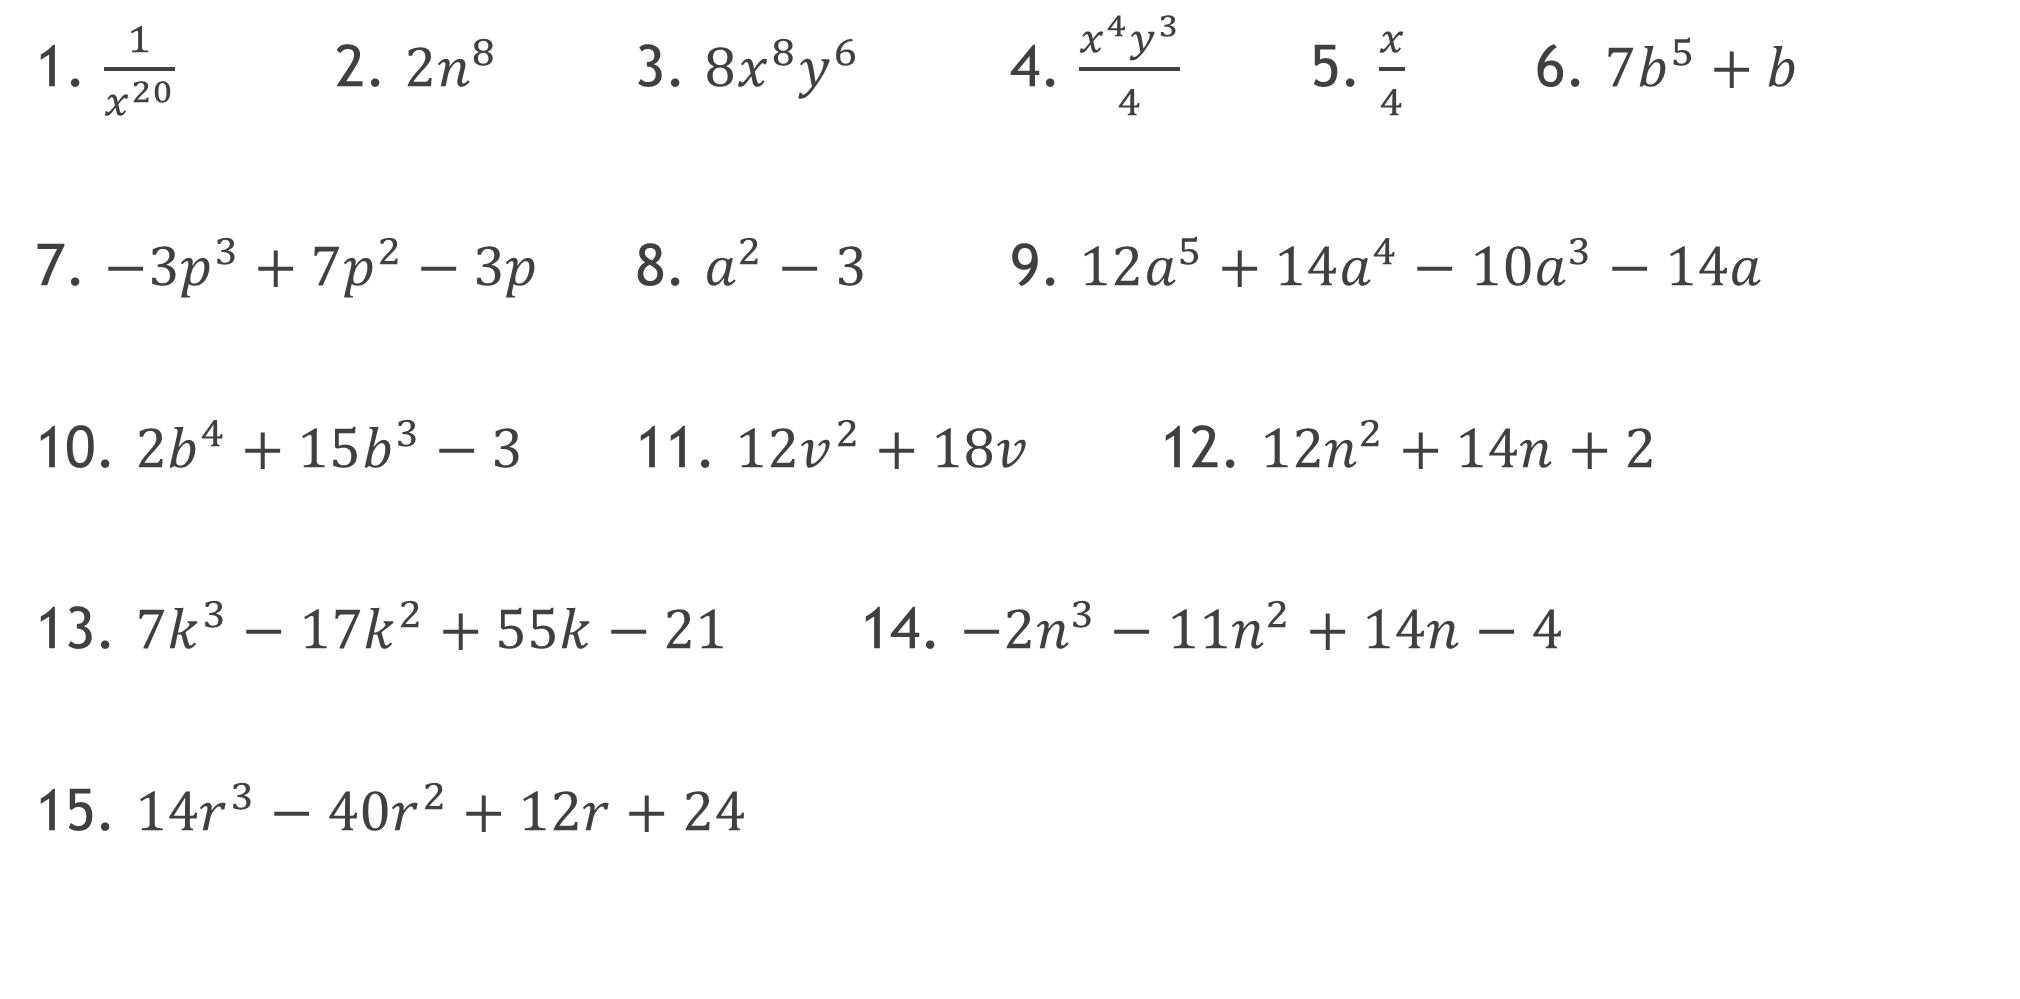 1. $\frac{1}{x^{20}}$ 2. $2n^8$ 3. $8x^8y^6$ 4. $\frac{x^4y^3}{4}$ 5. $\frac{x}{4}$ 6. $7b^5 + b$
7. $-3p^3 + 7p^2 - 3p$ 8. $a^2 - 3$ 9. $12a^5 + 14a^4 - 10a^3 - 14a$
10. $2b^4 + 15b^3 - 3$ 11. $12v^2 + 18v$ 12. $12n^2 + 14n + 2$
13. $7k^3 - 17k^2 + 55k - 21$ 14. $-2n^3 - 11n^2 + 14n - 4$
15. $14r^3 - 40r^2 + 12r + 24$